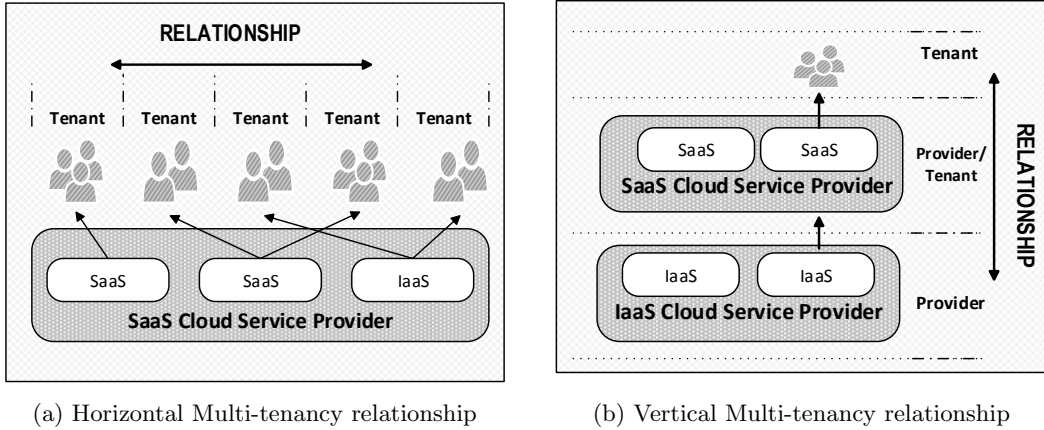 RELATIONSHIP
Tenant Tenant Tenant Tenant Tenant
SaaS SaaS IaaS
SaaS Cloud Service Provider
(a) Horizontal Multi-tenancy relationship
Tenant
SaaS SaaS
SaaS Cloud Service Provider
Provider/
Tenant
IaaS IaaS
IaaS Cloud Service Provider
Provider
RELATIONSHIP
(b) Vertical Multi-tenancy relationship